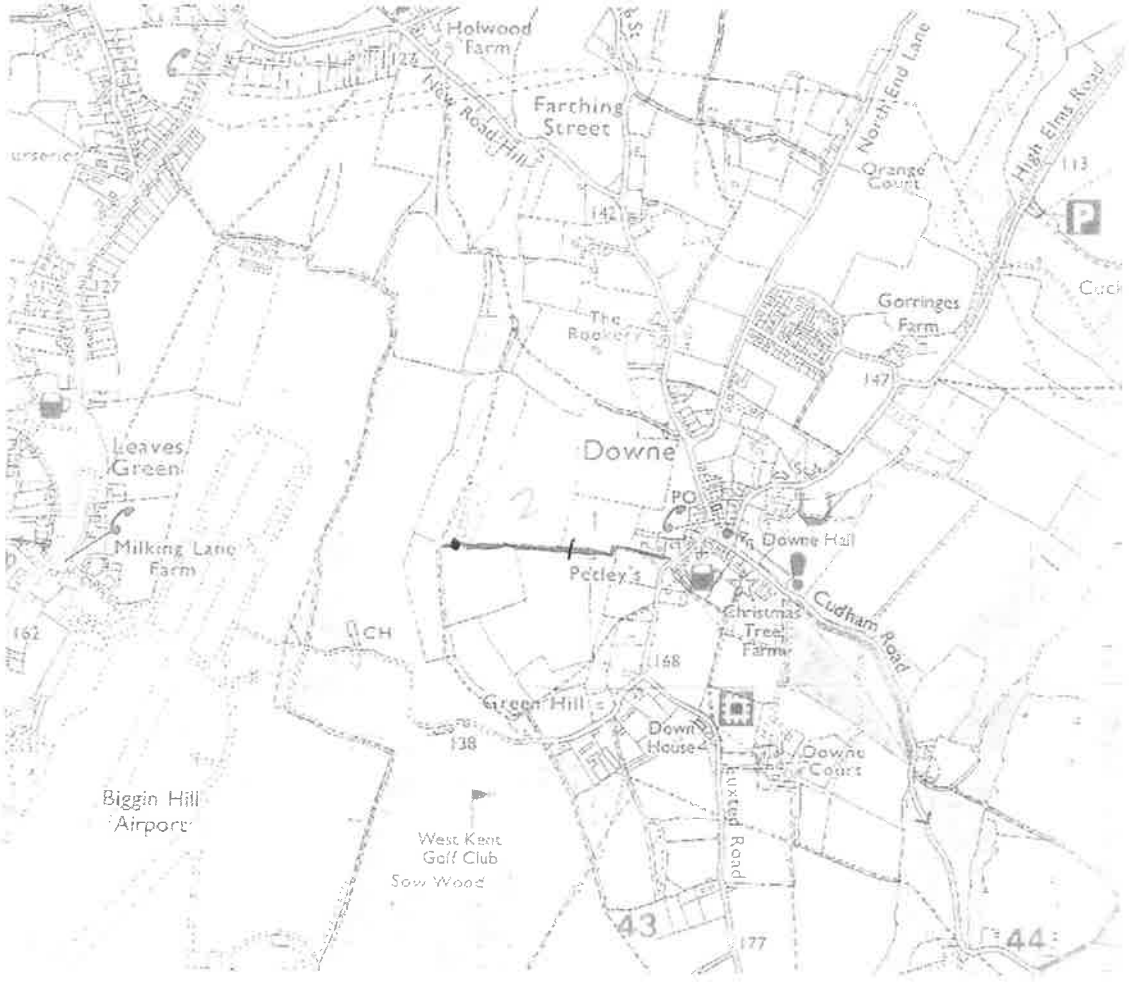 Holwood
Farm
126
New Road Hill
Farthing
Street
North End Lane
High Elms Road
113
Orange
Court
P
142
127
The
Rookery
Gorringes
Farm
147
Leaves
Green
Downe
Sch
2
1
PO
Milking Lane
Farm
Petley's
Downe Hall
Christmas
Tree
Farm
Cudham Road
162
CH
168
Green Hill
138
Down
House
Downe
Court
Luxted Road
Biggin Hill
Airport
West Kent
Golf Club
Sow Wood
43
177
44